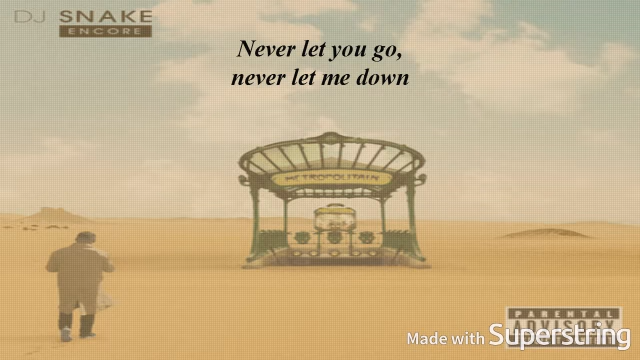 DJ SNAKE
ENCORE
Never let you go,
never let me down
METROPOLITAIN
PARENTAL
ADVISORY
Made with Superstring